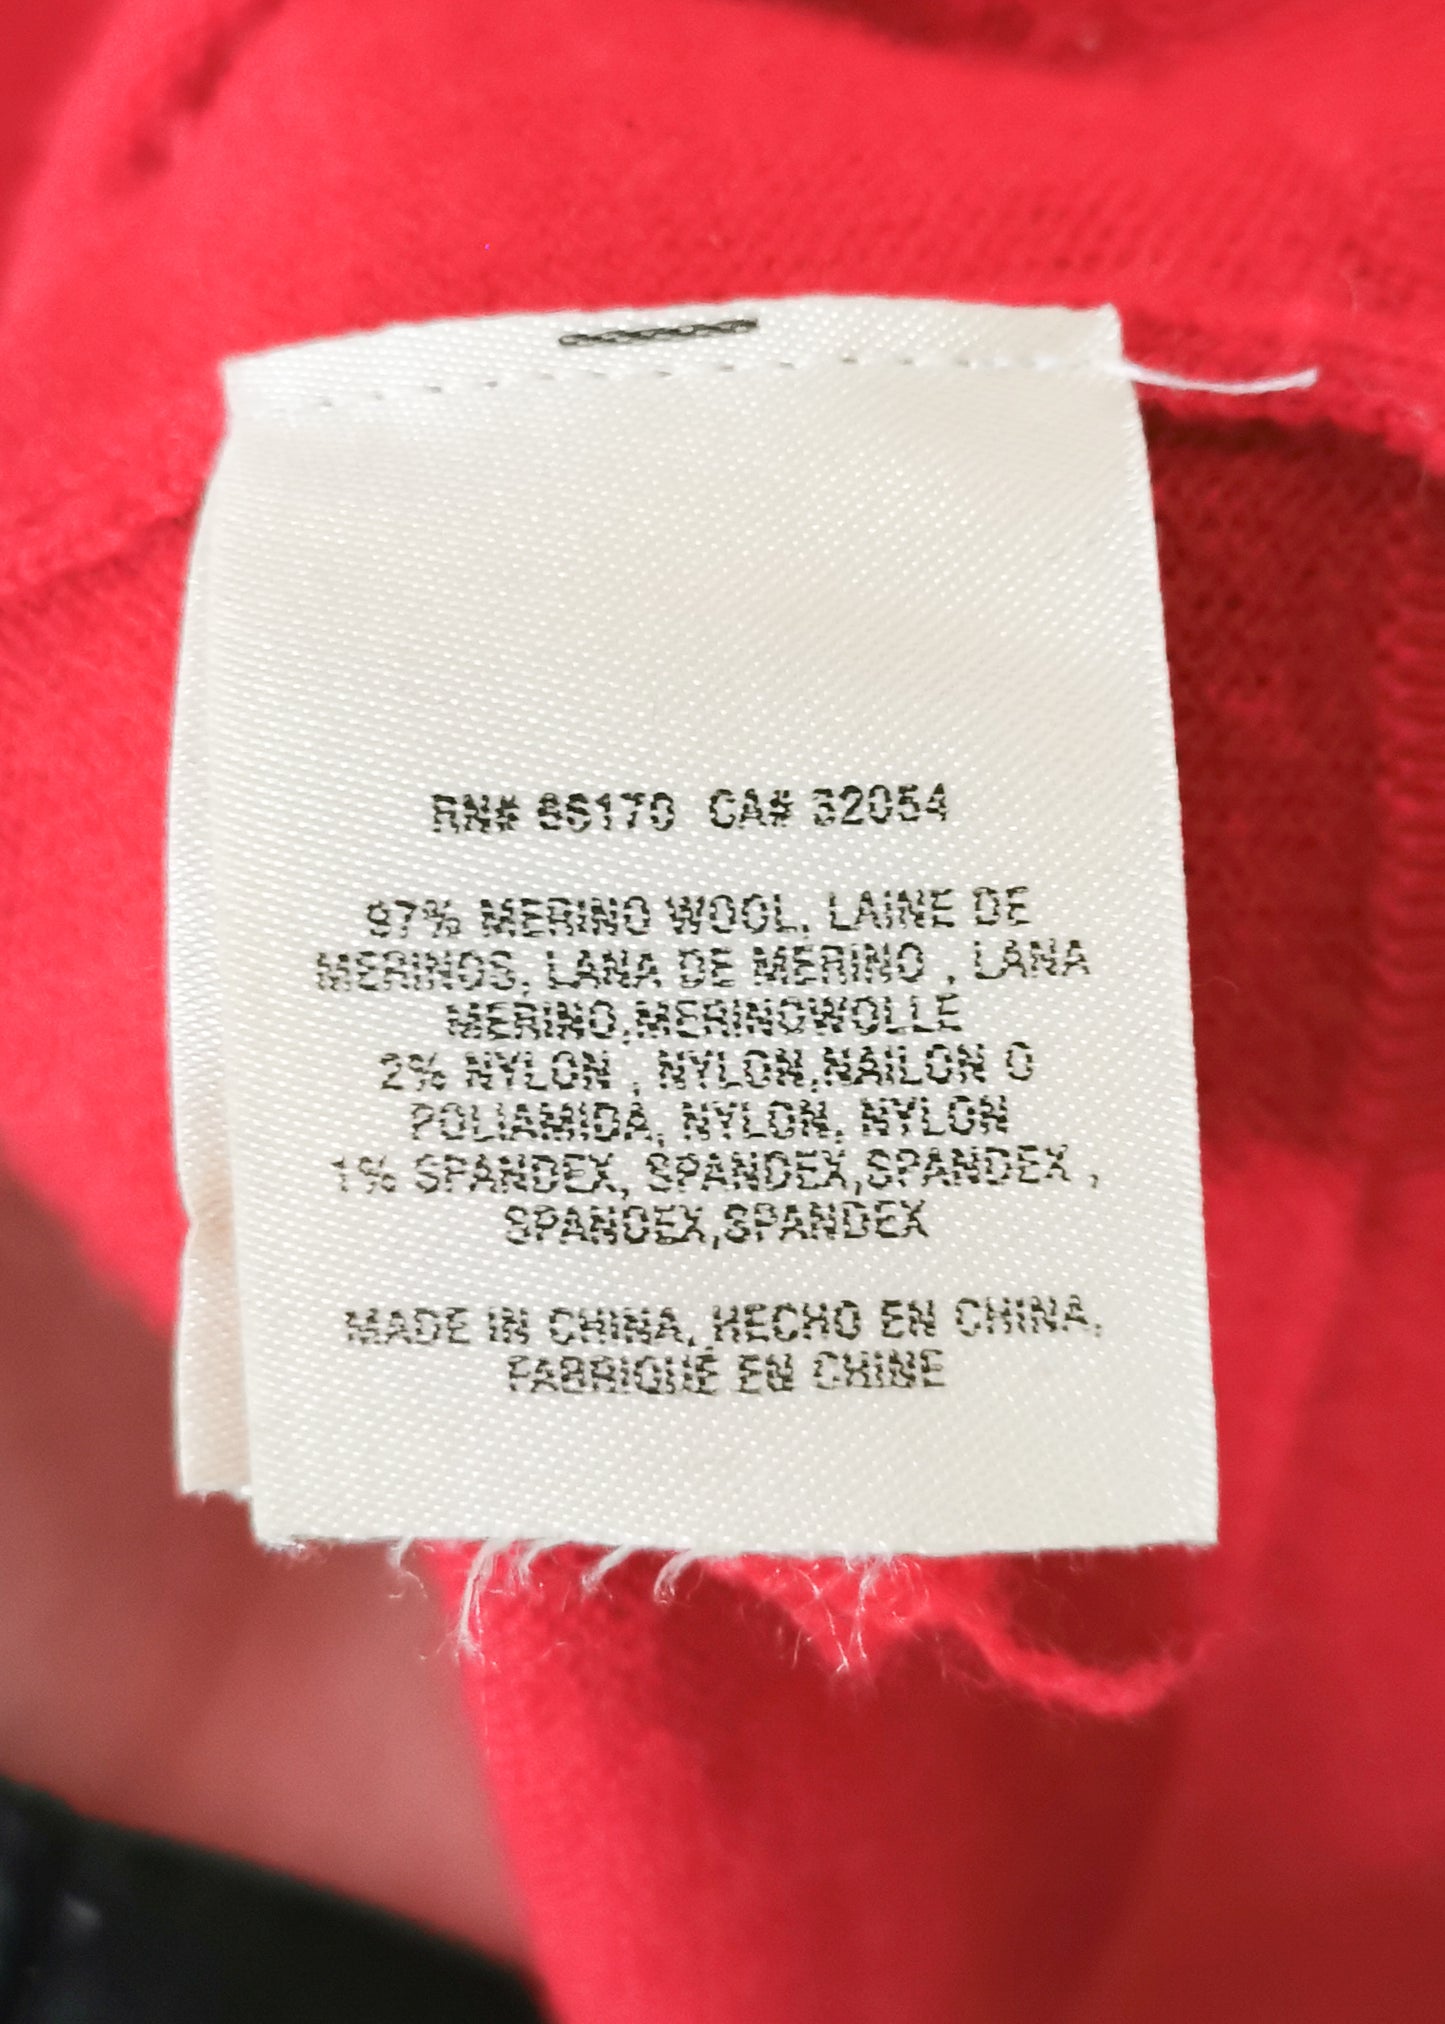 RN# 86170 CA# 32054
97% MERINO WOOL, LAINE DE
MERINOS, LANA DE MERINO , LANA
MERINO,MERINOWOLLE
2% NYLON , NYLON,NAILON O
POLIAMIDA, NYLON, NYLON
1% SPANDEX, SPANDEX,SPANDEX ,
SPANDEX,SPANDEX
MADE IN CHINA, HECHO EN CHINA,
FABRIQUÉ EN CHINE